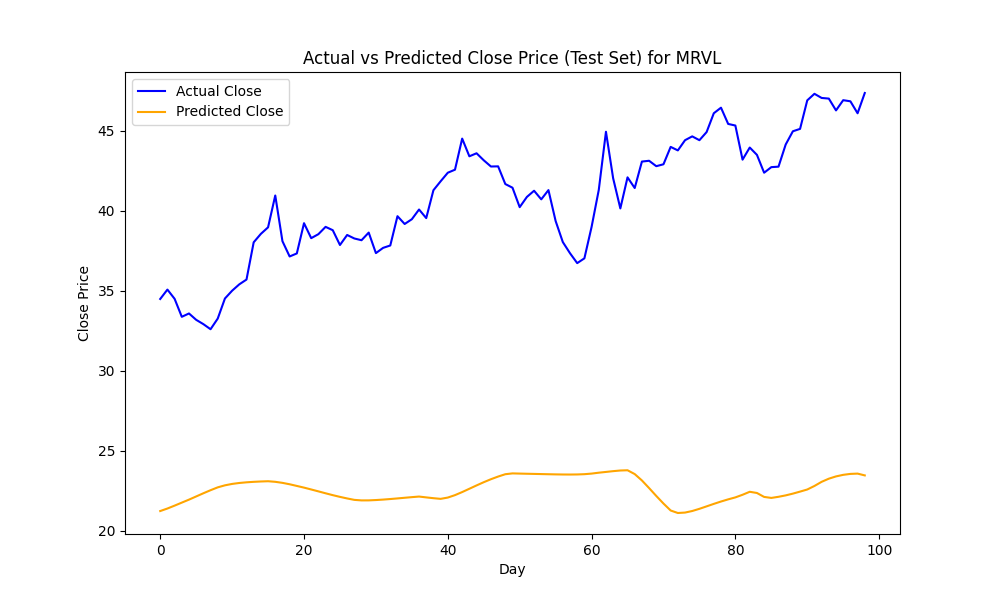 Actual vs Predicted Close Price (Test Set) for MRVL
Actual Close
Predicted Close
45
40
35
30
25
20
Close Price
0 20 40 60 80 100
Day